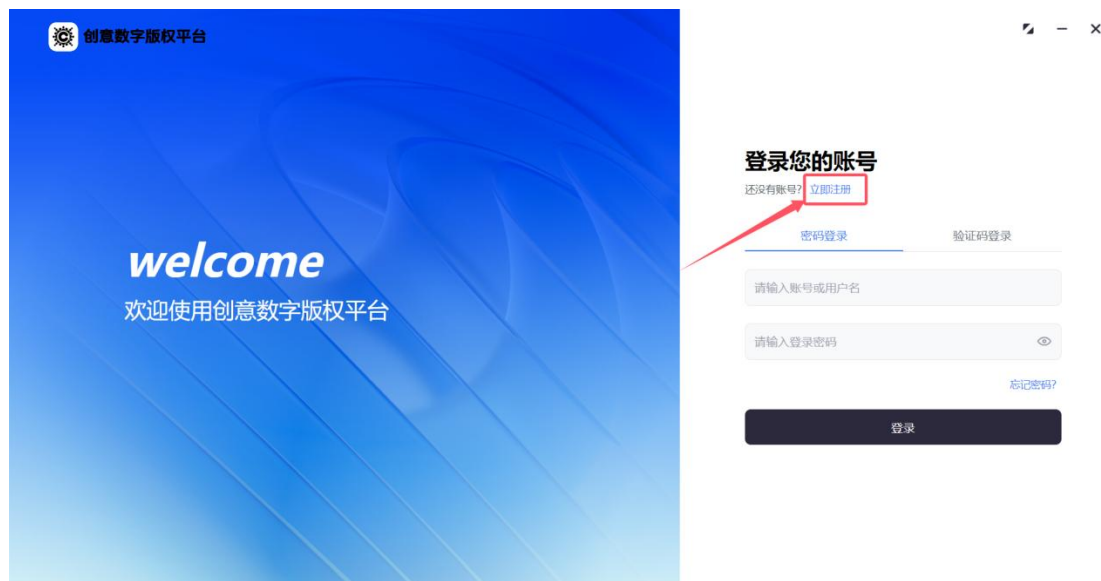 创意数字版权平台
welcome
欢迎使用创意数字版权平台
登录您的账号
还没有账号? 立即注册
密码登录 验证码登录
请输入账号或用户名
请输入登录密码
忘记密码?
登录